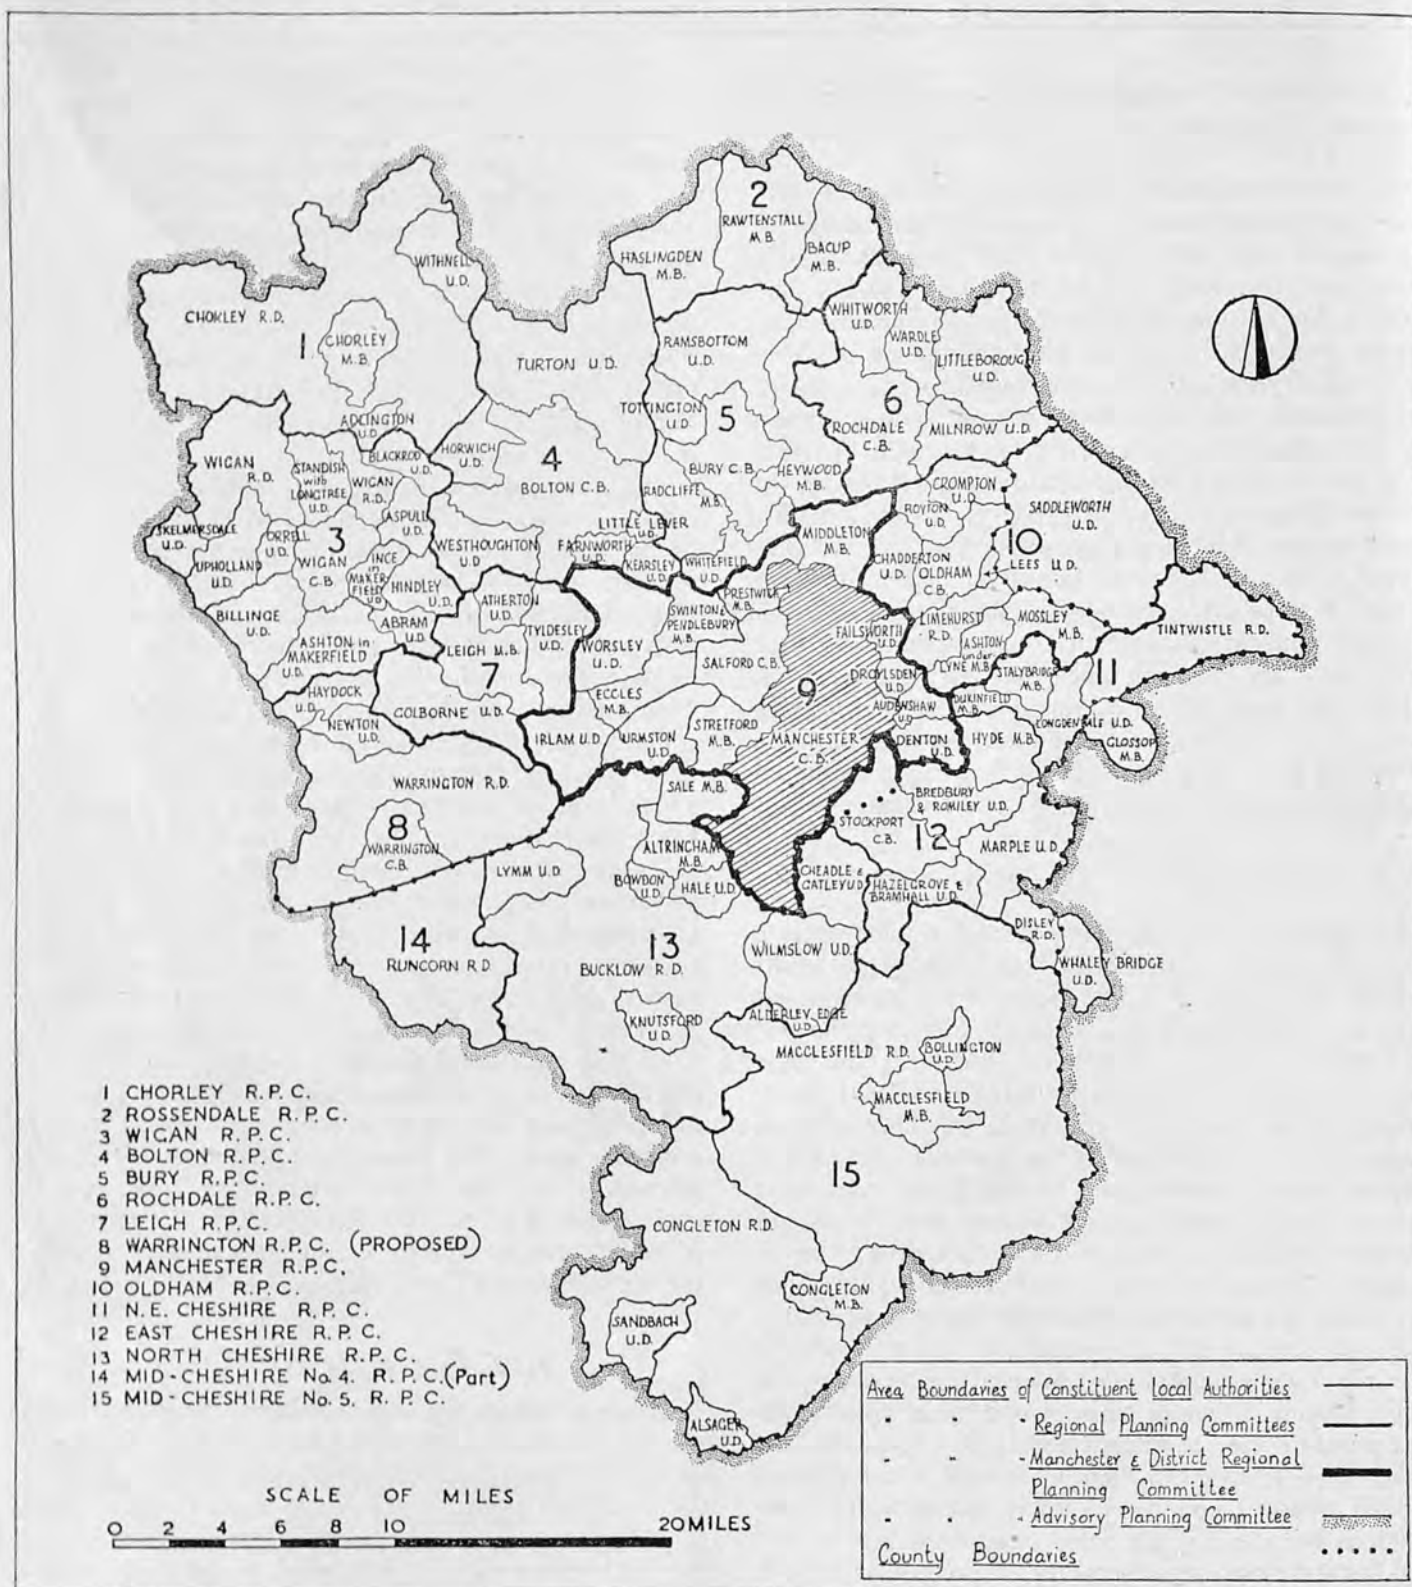 2
RAWTENSTALL
M.B.
HASLINGDEN
M.B.
BACUP
M.B.
WITHNELL
U.D.
CHORLEY R.D.
1
CHORLEY
M.B.
ADLINGTON
U.D.
TURTON U.D.
RAMSBOTTOM
U.D.
WHITWORTH
U.D.
WARDLE
U.D.
LITTLEBOROUGH
U.D.
TOTTINGTON
U.D.
5
6
ROCHDALE
C.B.
MILNROW U.D.
HORWICH
U.D.
4
BOLTON C.B.
BURY C.B.
HEYWOOD
M.B.
RADCLIFFE
M.B.
BLACKROD
U.D.
WIGAN
R.D.
STANDISH
with
LONGTREE
U.D.
WIGAN
R.D.
ASPULL
U.D.
SKELMERSDALE
U.D.
ORRELL
U.D.
3
WIGAN
C.B.
UPHOLLAND
U.D.
INCE
in
MAKER
FIELD
U.D.
HINDLEY
U.D.
WESTHOUGHTON
U.D
LITTLE LEVER
U.D.
FARNWORTH
U.D.
KEARSLEY
U.D.
WHITEFIELD
U.D.
MIDDLETON
M.B.
CROMPTON
U.D
ROYTON
U.D.
SADDLEWORTH
U.D.
10
LEES U.D.
CHADDERTON
U.D.
OLDHAM
C.B.
BILLINGE
U.D.
ABRAM
U.D.
ASHTON in
MAKERFIELD
U.D.
ATHERTON
U.D.
TYLDESLEY
U.D.
LEIGH M.B.
7
GOLBORNE U.D.
WORSLEY
U.D.
SWINTON &
PENDLEBURY
M.B.
PRESTWICH
M.B.
SALFORD C.B.
FAILSWORTH
U.D.
LIMEHURST
R.D.
MOSSLEY
M.B.
ASHTON
under
LYNE M.B.
TINTWISTLE R.D.
11
STALYBRIDGE
M.B.
DROYLSDEN
U.D.
DUKINFIELD
M.B.
AUDENSHAW
U.D
LONGDENDALE U.D.
GLOSSOP
M.B.
HAYDOCK
U.D.
NEWTON
U.D.
ECCLES
M.B.
IRLAM U.D.
URMSTON
U.D.
STRETFORD
M.B.
9
MANCHESTER
C.B.
DENTON
U.D.
HYDE M.B.
WARRINGTON R.D.
8
WARRINGTON
C.B.
SALE M.B.
BREDBURY
& ROMILEY U.D.
STOCKPORT
C.B.
12
MARPLE U.D.
LYMM U.D.
ALTRINCHAM
M.B.
BOWDON
U.D.
HALE U.D.
CHEADLE &
GATLEY U.D.
HAZELGROVE &
BRAMHALL U.D.
DISLEY
R.D.
WHALEY BRIDGE
U.D.
14
RUNCORN R.D
13
BUCKLOW R.D.
WILMSLOW U.D.
KNUTSFORD
U.D.
ALDERLEY EDGE
U.D.
MACCLESFIELD R.D.
BOLLINGTON
U.D.
MACCLESFIELD
M.B.
15
CONGLETON R.D.
CONGLETON
M.B.
SANDBACH
U.D.
ALSAGER
U.D.
1 CHORLEY R.P.C.
2 ROSSENDALE R.P.C.
3 WIGAN R.P.C.
4 BOLTON R.P.C.
5 BURY R.P.C.
6 ROCHDALE R.P.C.
7 LEIGH R.P.C.
8 WARRINGTON R.P.C. (PROPOSED)
9 MANCHESTER R.P.C.
10 OLDHAM R.P.C.
11 N.E. CHESHIRE R.P.C.
12 EAST CHESHIRE R.P.C.
13 NORTH CHESHIRE R.P.C.
14 MID-CHESHIRE No. 4. R.P.C.(Part)
15 MID-CHESHIRE No. 5. R.P.C.
SCALE OF MILES
0 2 4 6 8 10 20 MILES
Area Boundaries of Constituent Local Authorities
" " " Regional Planning Committees
" " " Manchester & District Regional
Planning Committee
" " " Advisory Planning Committee
County Boundaries